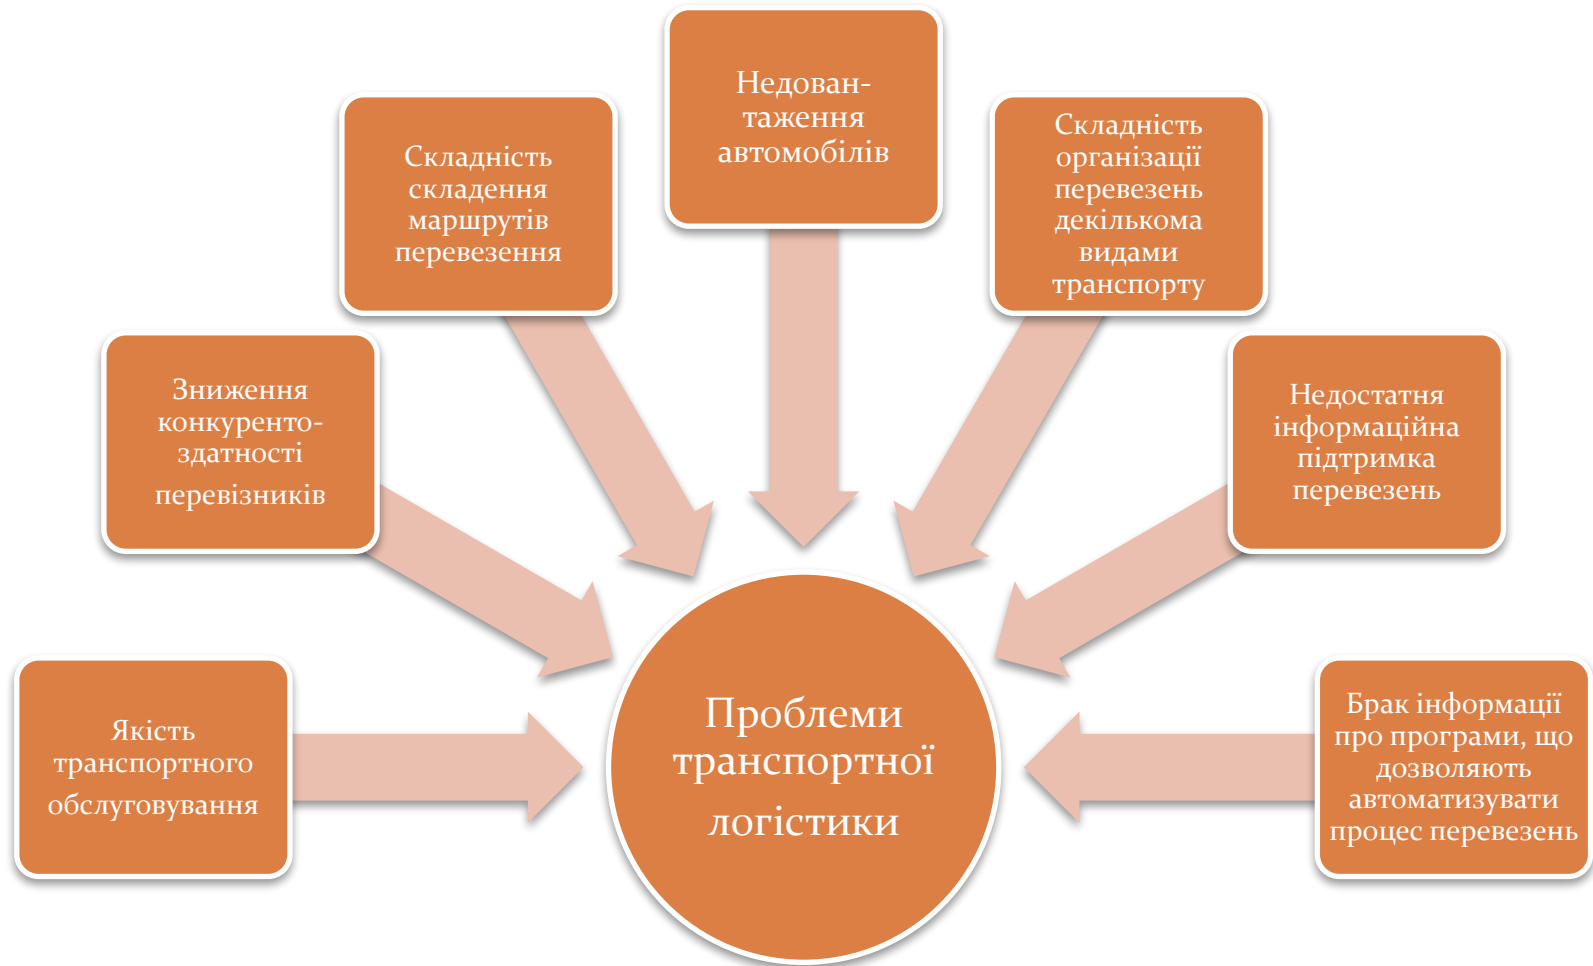 Недован-
таження
автомобілів
Складність
складення
маршрутів
перевезення
Складність
організації
перевезень
декількома
видами
транспорту
Зниження
конкуренто-
здатності
перевізників
Недостатня
інформаційна
підтримка
перевезень
Якість
транспортного
обслуговування
Проблеми
транспортної
логістики
Брак інформації
про програми, що
дозволяють
автоматизувати
процес перевезень